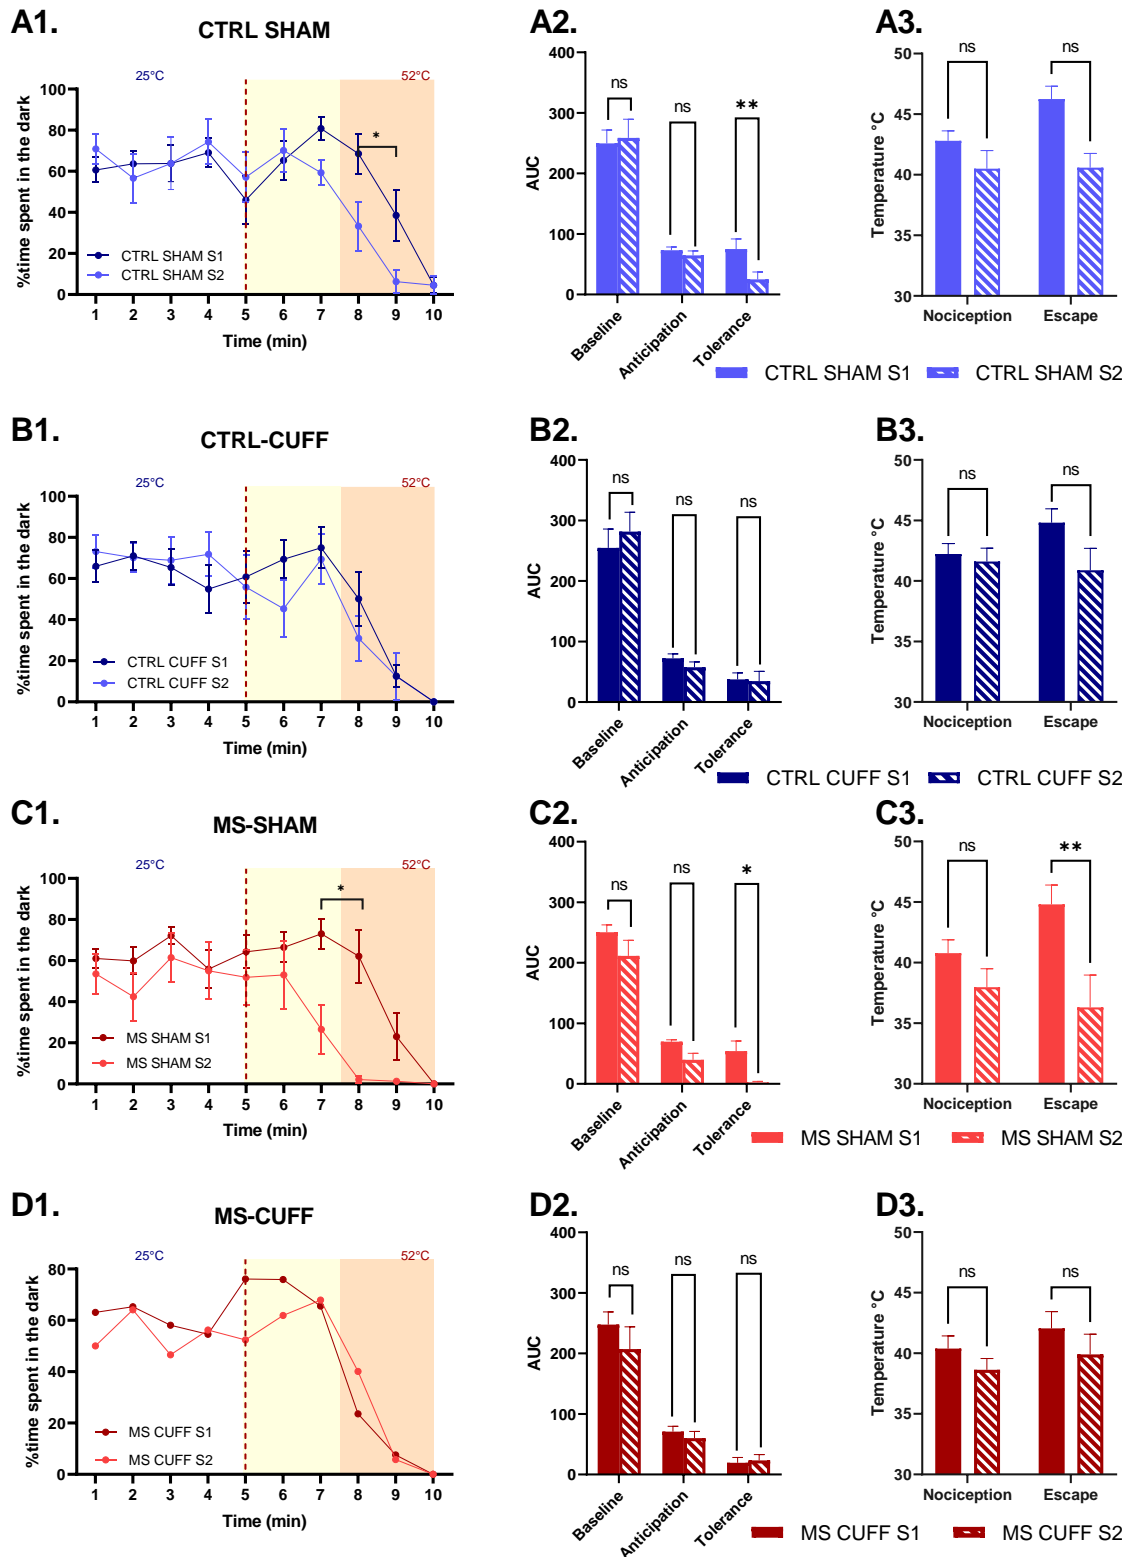 A1.
CTRL SHAM
25°C
52°C
%time spent in the dark
100
80
60
40
20
0
*
CTRL SHAM S1
CTRL SHAM S2
1 2 3 4 5 6 7 8 9 10
Time (min)
A2.
AUC
400
300
200
100
0
ns
ns
**
Baseline
Anticipation
Tolerance
A3.
Temperature °C
50
45
40
35
30
ns
ns
Nociception
Escape
CTRL SHAM S1
CTRL SHAM S2
B1.
CTRL-CUFF
25°C
52°C
%time spent in the dark
100
80
60
40
20
0
CTRL CUFF S1
CTRL CUFF S2
1 2 3 4 5 6 7 8 9 10
Time (min)
B2.
AUC
400
300
200
100
0
ns
ns
ns
Baseline
Anticipation
Tolerance
B3.
Temperature °C
50
45
40
35
30
ns
ns
Nociception
Escape
CTRL CUFF S1
CTRL CUFF S2
C1.
MS-SHAM
25°C
52°C
%time spent in the dark
100
80
60
40
20
0
*
MS SHAM S1
MS SHAM S2
1 2 3 4 5 6 7 8 9 10
Time (min)
C2.
AUC
400
300
200
100
0
ns
ns
*
Baseline
Anticipation
Tolerance
C3.
Temperature °C
50
45
40
35
30
ns
**
Nociception
Escape
MS SHAM S1
MS SHAM S2
D1.
MS-CUFF
25°C
52°C
%time spent in the dark
80
60
40
20
0
MS CUFF S1
MS CUFF S2
1 2 3 4 5 6 7 8 9 10
Time (min)
D2.
AUC
400
300
200
100
0
ns
ns
ns
Baseline
Anticipation
Tolerance
D3.
Temperature °C
50
45
40
35
30
ns
ns
Nociception
Escape
MS CUFF S1
MS CUFF S2